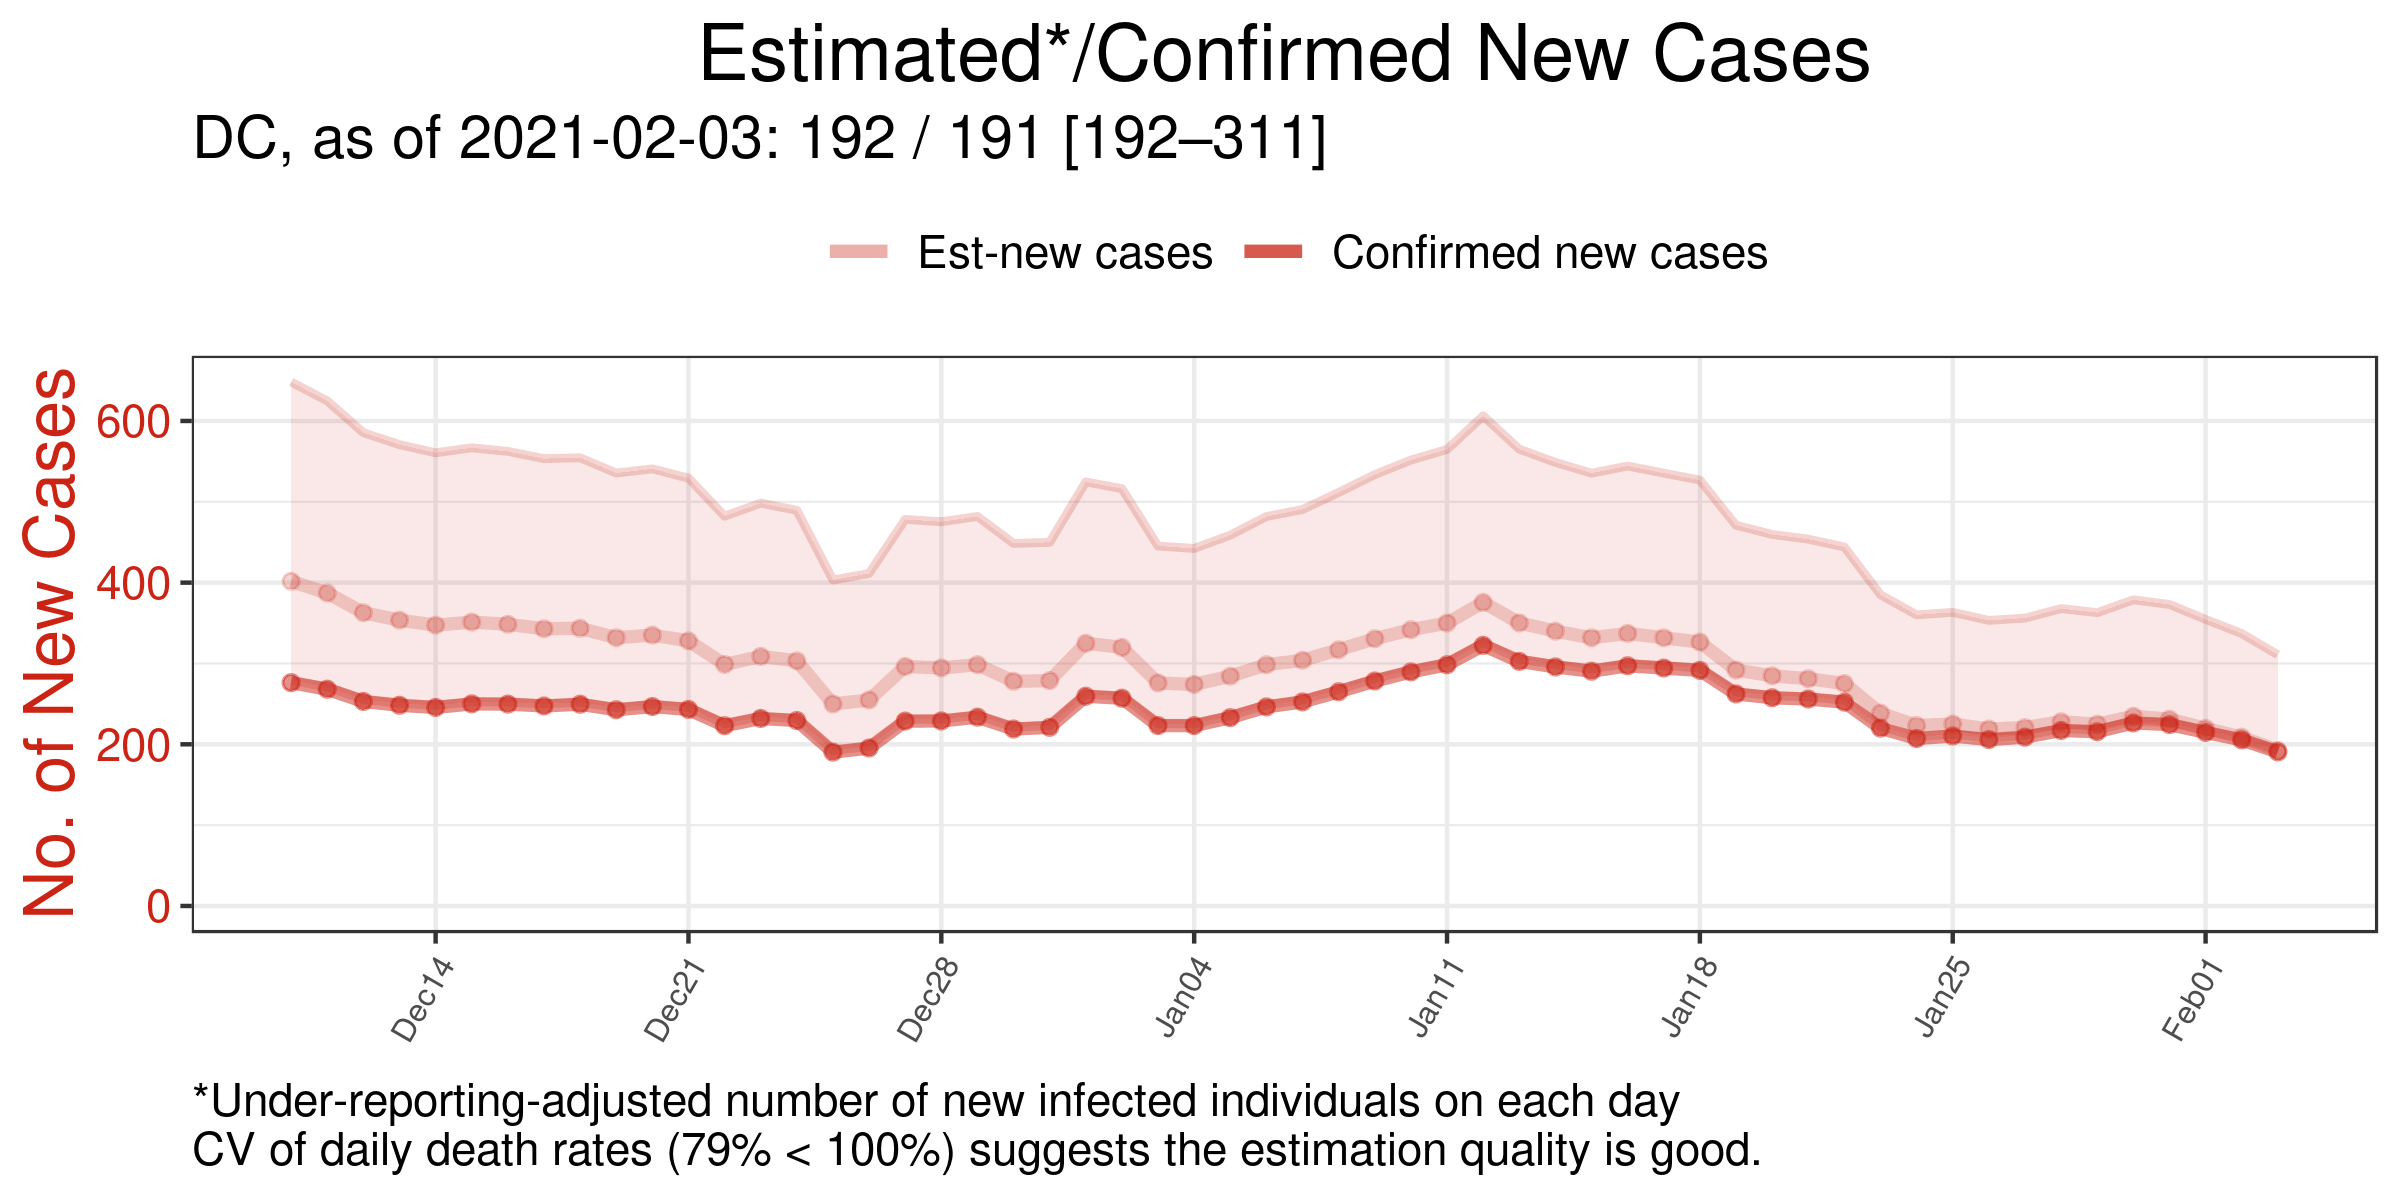 Estimated*/Confirmed New Cases
DC, as of 2021-02-03: 192 / 191 [192–311]
Est-new cases
Confirmed new cases
No. of New Cases
600
400
200
0
Dec14
Dec21
Dec28
Jan04
Jan11
Jan18
Jan25
Feb01
*Under-reporting-adjusted number of new infected individuals on each day
CV of daily death rates (79% < 100%) suggests the estimation quality is good.